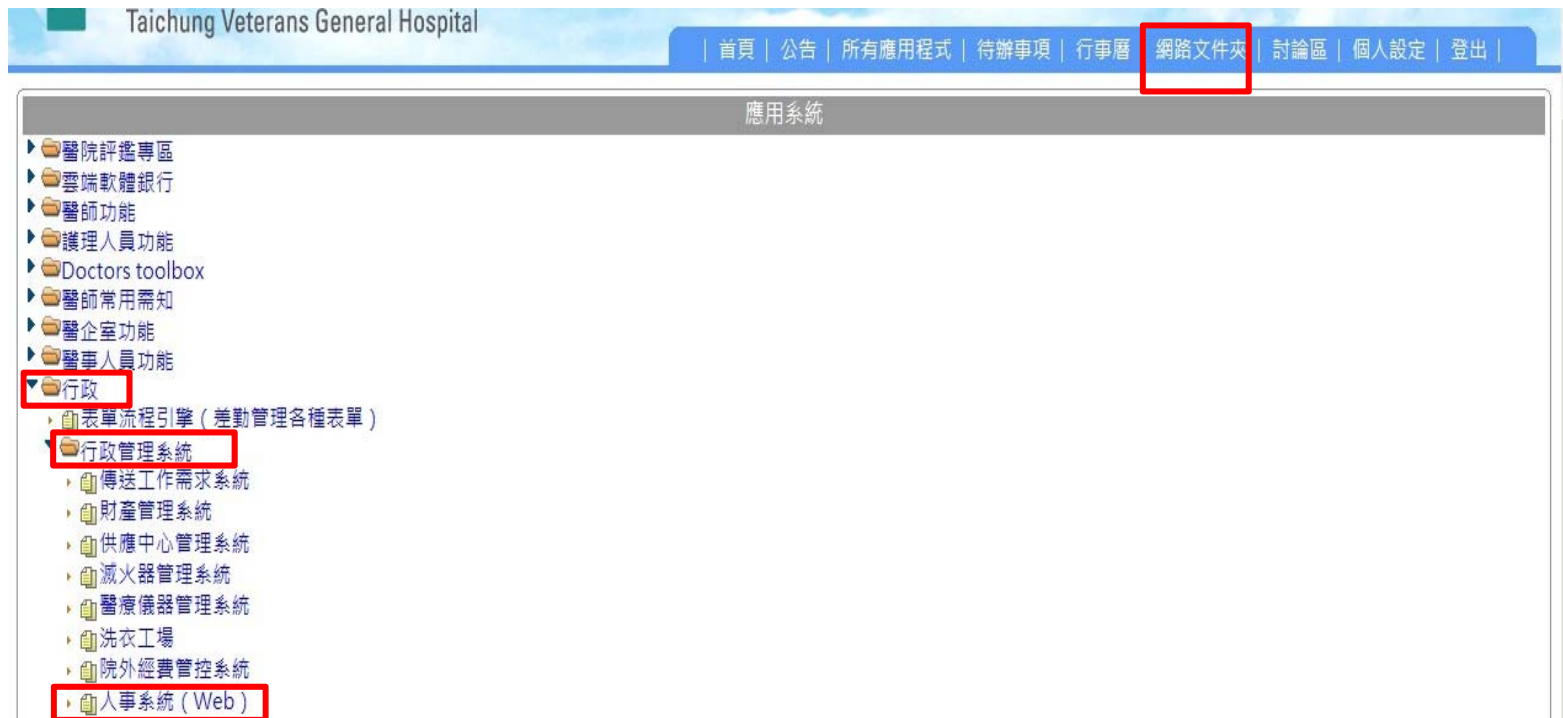 Taichung Veterans General Hospital
| 首頁 | 公告 | 所有應用程式 | 待辦事項 | 行事曆 網路文件夾 | 討論區 | 個人設定 | 登出 |
應用系統
醫院評鑑專區
雲端軟體銀行
醫師功能
護理人員功能
Doctors toolbox
醫師常用需知
醫企室功能
醫事人員功能
行政
表單流程引擎（差勤管理各種表單）
行政管理系統
傳送工作需求系統
財產管理系統
供應中心管理系統
滅火器管理系統
醫療儀器管理系統
洗衣工場
院外經費管控系統
人事系統（Web）